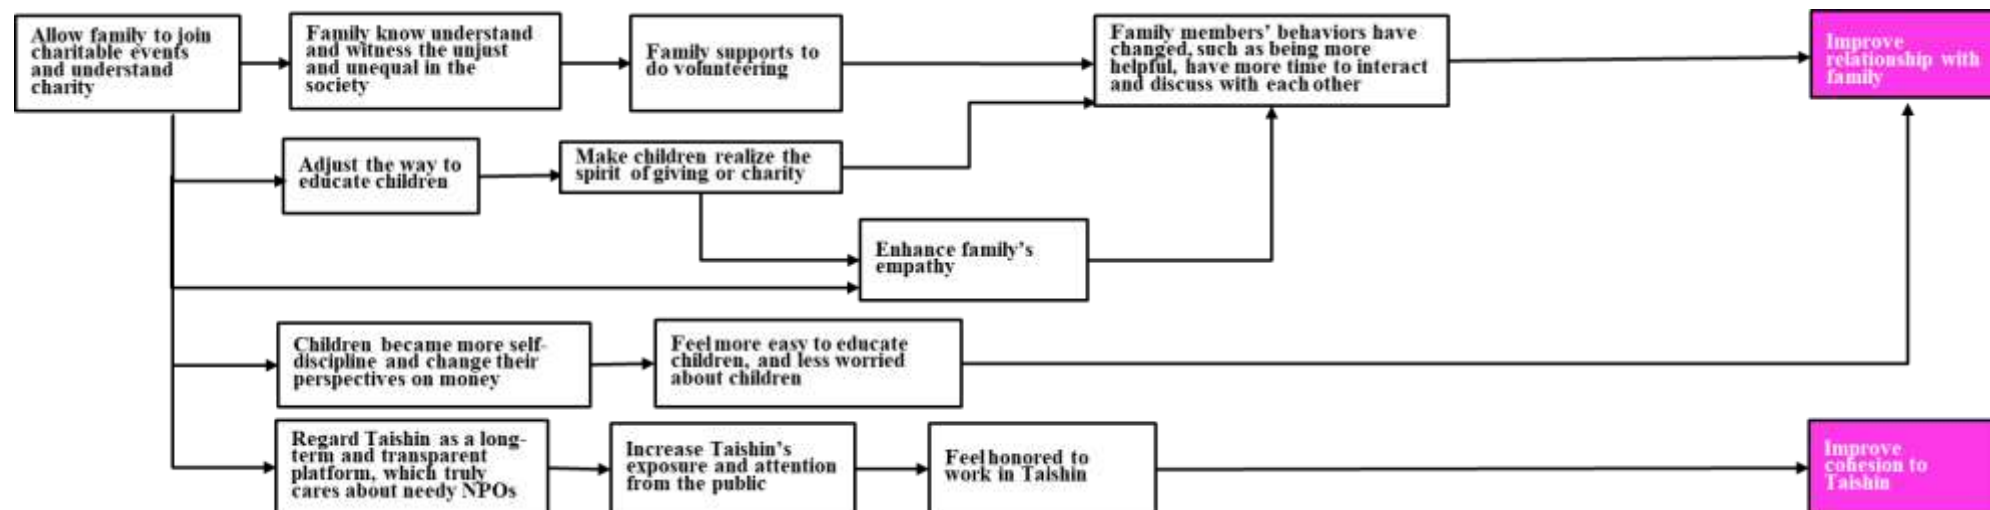 Allow family to join
charitable events
and understand
charity
Family know understand
and witness the unjust
and unequal in the
society
Family supports to
do volunteering
Family members' behaviors have
changed, such as being more
helpful, have more time to interact
and discuss with each other
Improve
relationship with
family
Adjust the way to
educate children
Make children realize the
spirit of giving or charity
Enhance family's
empathy
Children became more self-
discipline and change their
perspectives on money
Feel more easy to educate
children, and less worried
about children
Regard Taishin as a long-
term and transparent
platform, which truly
cares about needy NPOs
Increase Taishin's
exposure and attention
from the public
Feel honored to
work in Taishin
Improve
cohesion to
Taishin